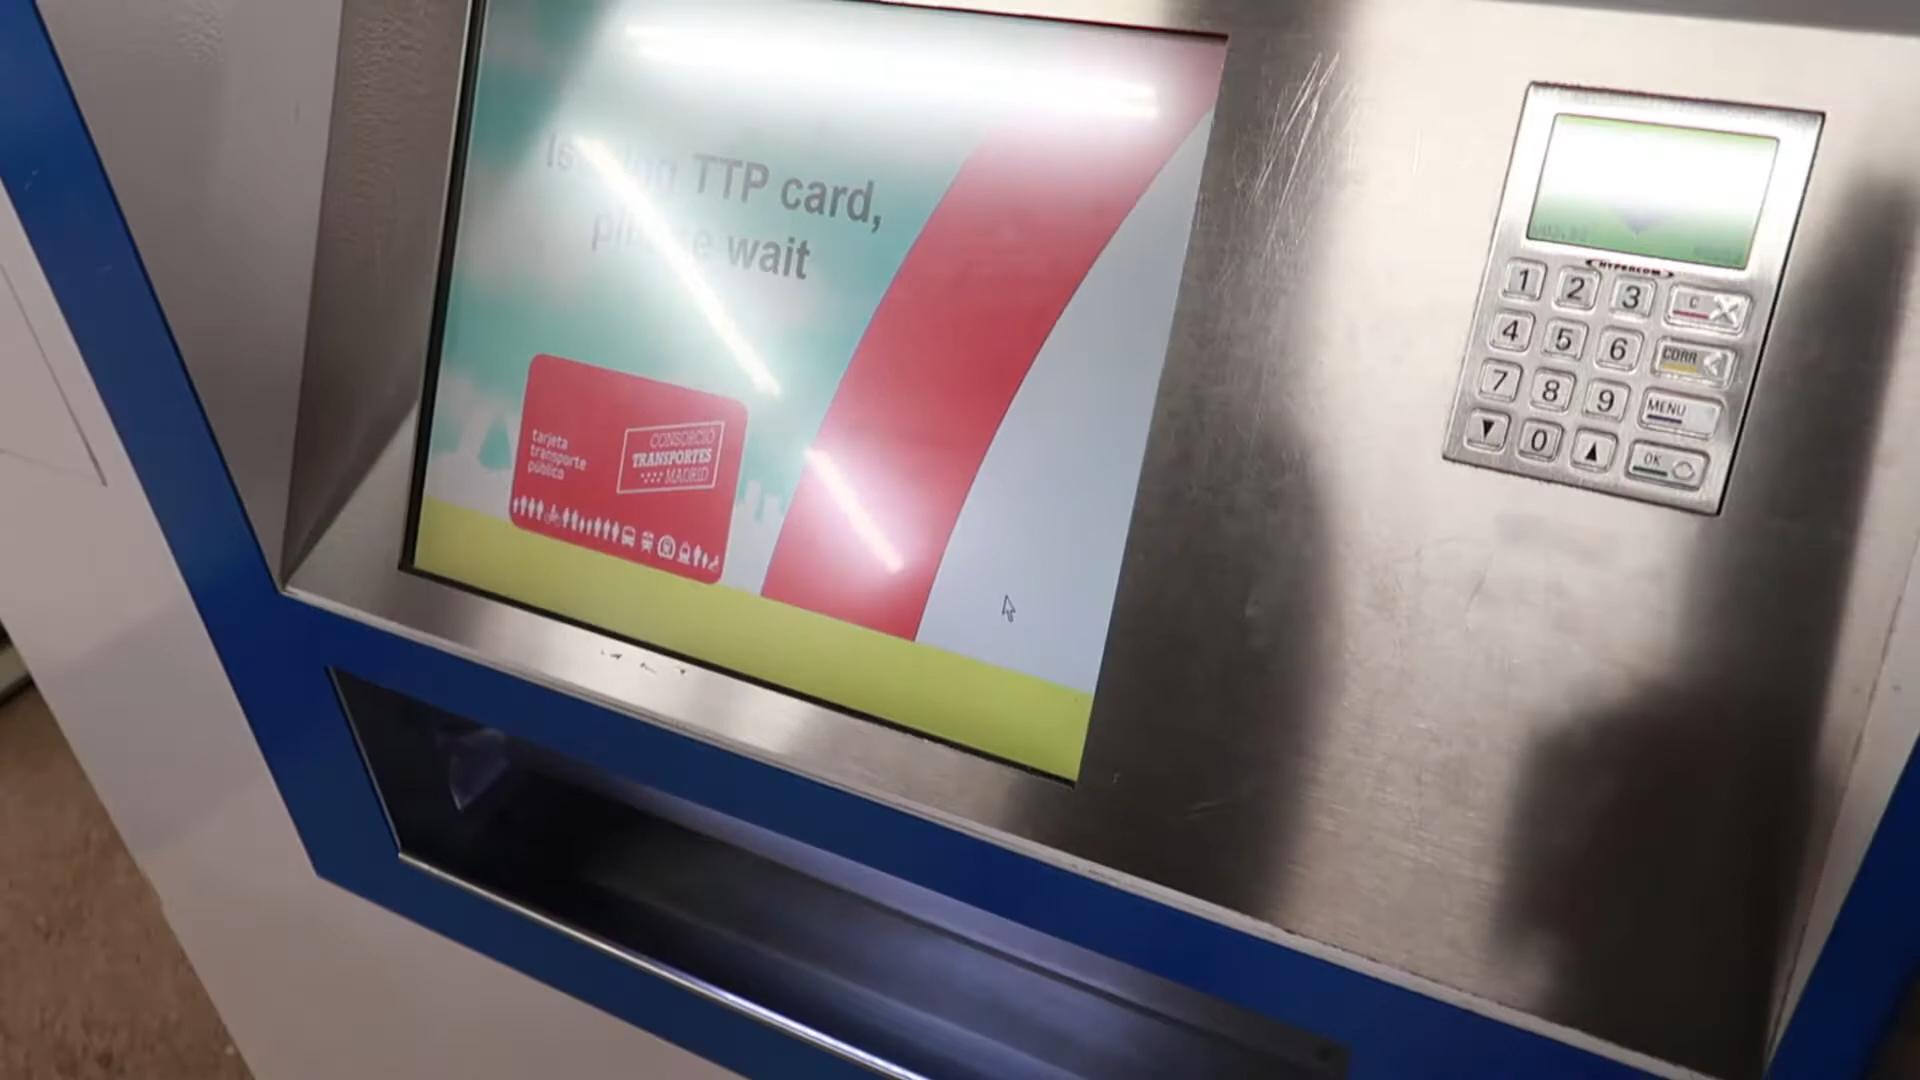 Issuing TTP card,
please wait
tarjeta
transporte
público
CONSORCIO
TRANSPORTES
MADRID
HYPERCOM
1 2 3 C
4 5 6 CORR
7 8 9 MENU
0 OK